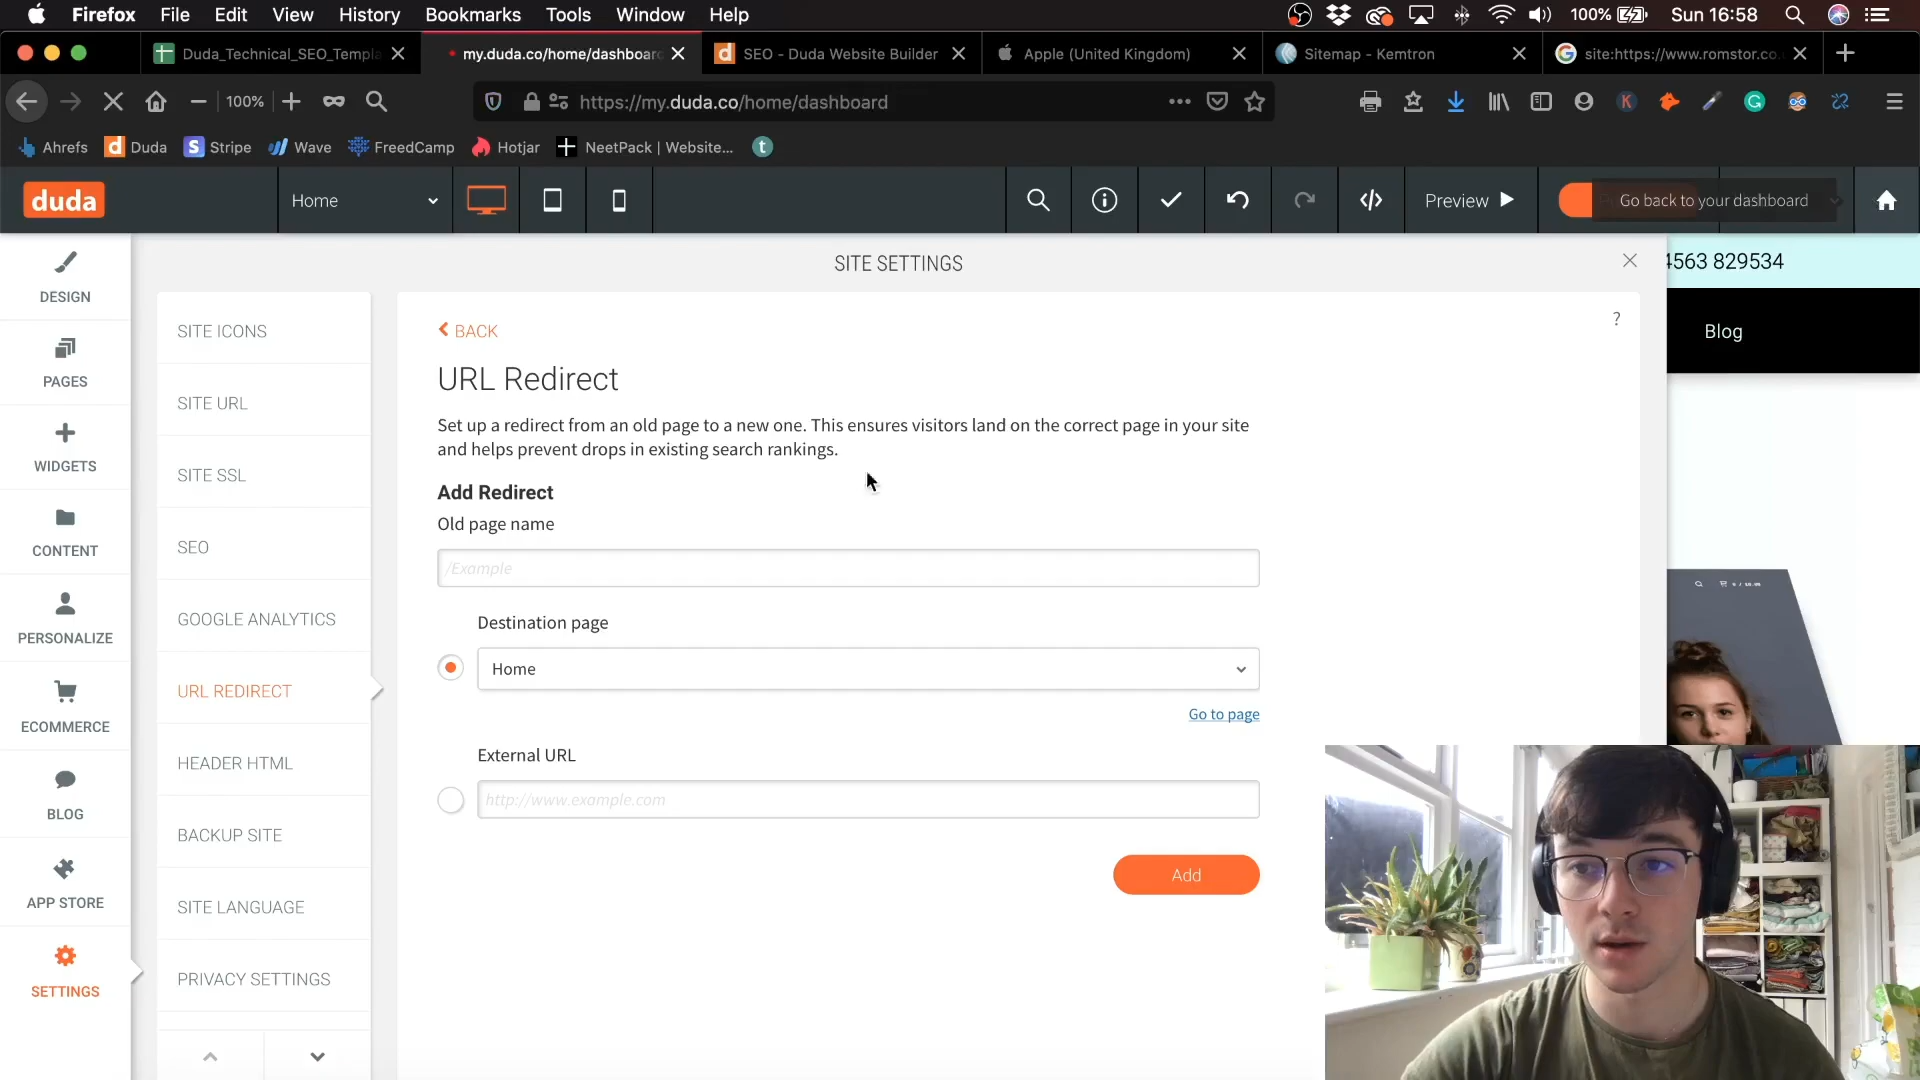 Firefox File Edit View History Bookmarks Tools Window Help 100% Sun 16:58
Duda_Technical_SEO_Templa my.duda.co/home/dashboard SEO - Duda Website Builder Apple (United Kingdom) Sitemap - Kemtron site:https://www.romstor.co.
100% https://my.duda.co/home/dashboard
Ahrefs Duda Stripe Wave FreedCamp Hotjar NeetPack | Website... t
duda Home Preview Go back to your dashboard
SITE SETTINGS
4563 829534
Blog
DESIGN
PAGES
WIDGETS
CONTENT
PERSONALIZE
ECOMMERCE
BLOG
APP STORE
SETTINGS
SITE ICONS
SITE URL
SITE SSL
SEO
GOOGLE ANALYTICS
URL REDIRECT
HEADER HTML
BACKUP SITE
SITE LANGUAGE
PRIVACY SETTINGS
BACK
?
URL Redirect
Set up a redirect from an old page to a new one. This ensures visitors land on the correct page in your site
and helps prevent drops in existing search rankings.
Add Redirect
Old page name
/Example
Destination page
Home
Go to page
External URL
http://www.example.com
Add